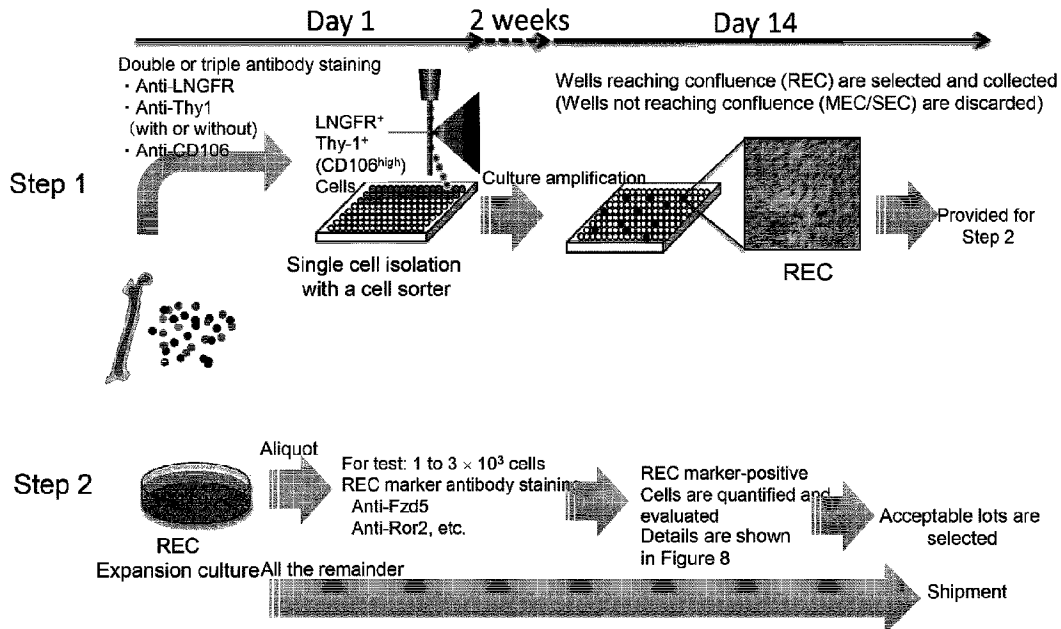 Day 1
2 weeks
Day 14
Double or triple antibody staining
・Anti-LNGFR
・Anti-Thy1
(with or without)
・Anti-CD106
LNGFR⁺
Thy-1⁺
(CD106ʰⁱᵍʰ)
Cells
Wells reaching confluence (REC) are selected and collected
(Wells not reaching confluence (MEC/SEC) are discarded)
Step 1
Culture amplification
Single cell isolation
with a cell sorter
REC
Provided for
Step 2
Step 2
Aliquot
For test: 1 to 3 × 10³ cells
REC marker antibody staining
Anti-Fzd5
Anti-Ror2, etc.
REC marker-positive
Cells are quantified and
evaluated
Details are shown
in Figure 8
Acceptable lots are
selected
REC
Expansion culture
All the remainder
Shipment